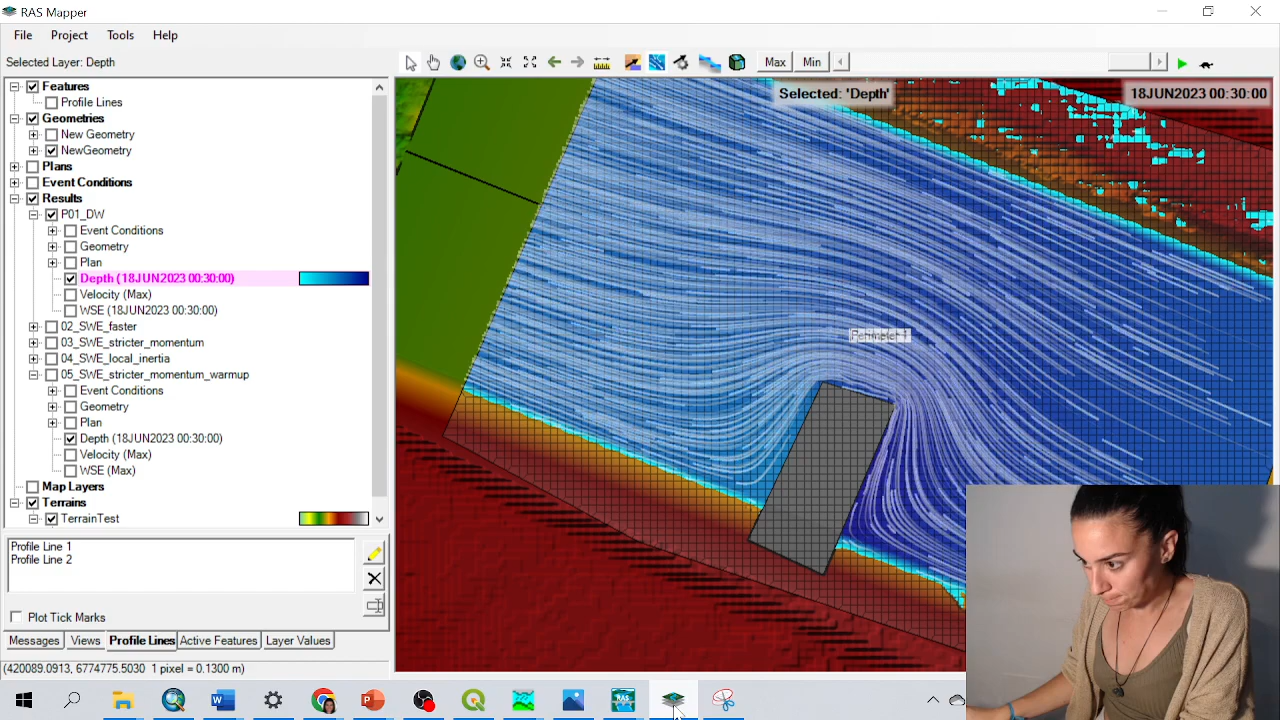 RAS Mapper
File Project Tools Help
Selected Layer: Depth
Max Min
Features
Profile Lines
Geometries
New Geometry
NewGeometry
Plans
Event Conditions
Results
P01_DW
Event Conditions
Geometry
Plan
Depth (18JUN2023 00:30:00)
Velocity (Max)
WSE (18JUN2023 00:30:00)
02_SWE_faster
03_SWE_stricter_momentum
04_SWE_local_inertia
05_SWE_stricter_momentum_warmup
Event Conditions
Geometry
Plan
Depth (18JUN2023 00:30:00)
Velocity (Max)
WSE (Max)
Map Layers
Terrains
TerrainTest
Profile Line 1
Profile Line 2
Plot Tick Marks
Messages Views Profile Lines Active Features Layer Values
(420089.0913, 6774775.5030 1 pixel = 0.1300 m)
Selected: 'Depth'
18JUN2023 00:30:00
Perimeter 1
W
P
RAS